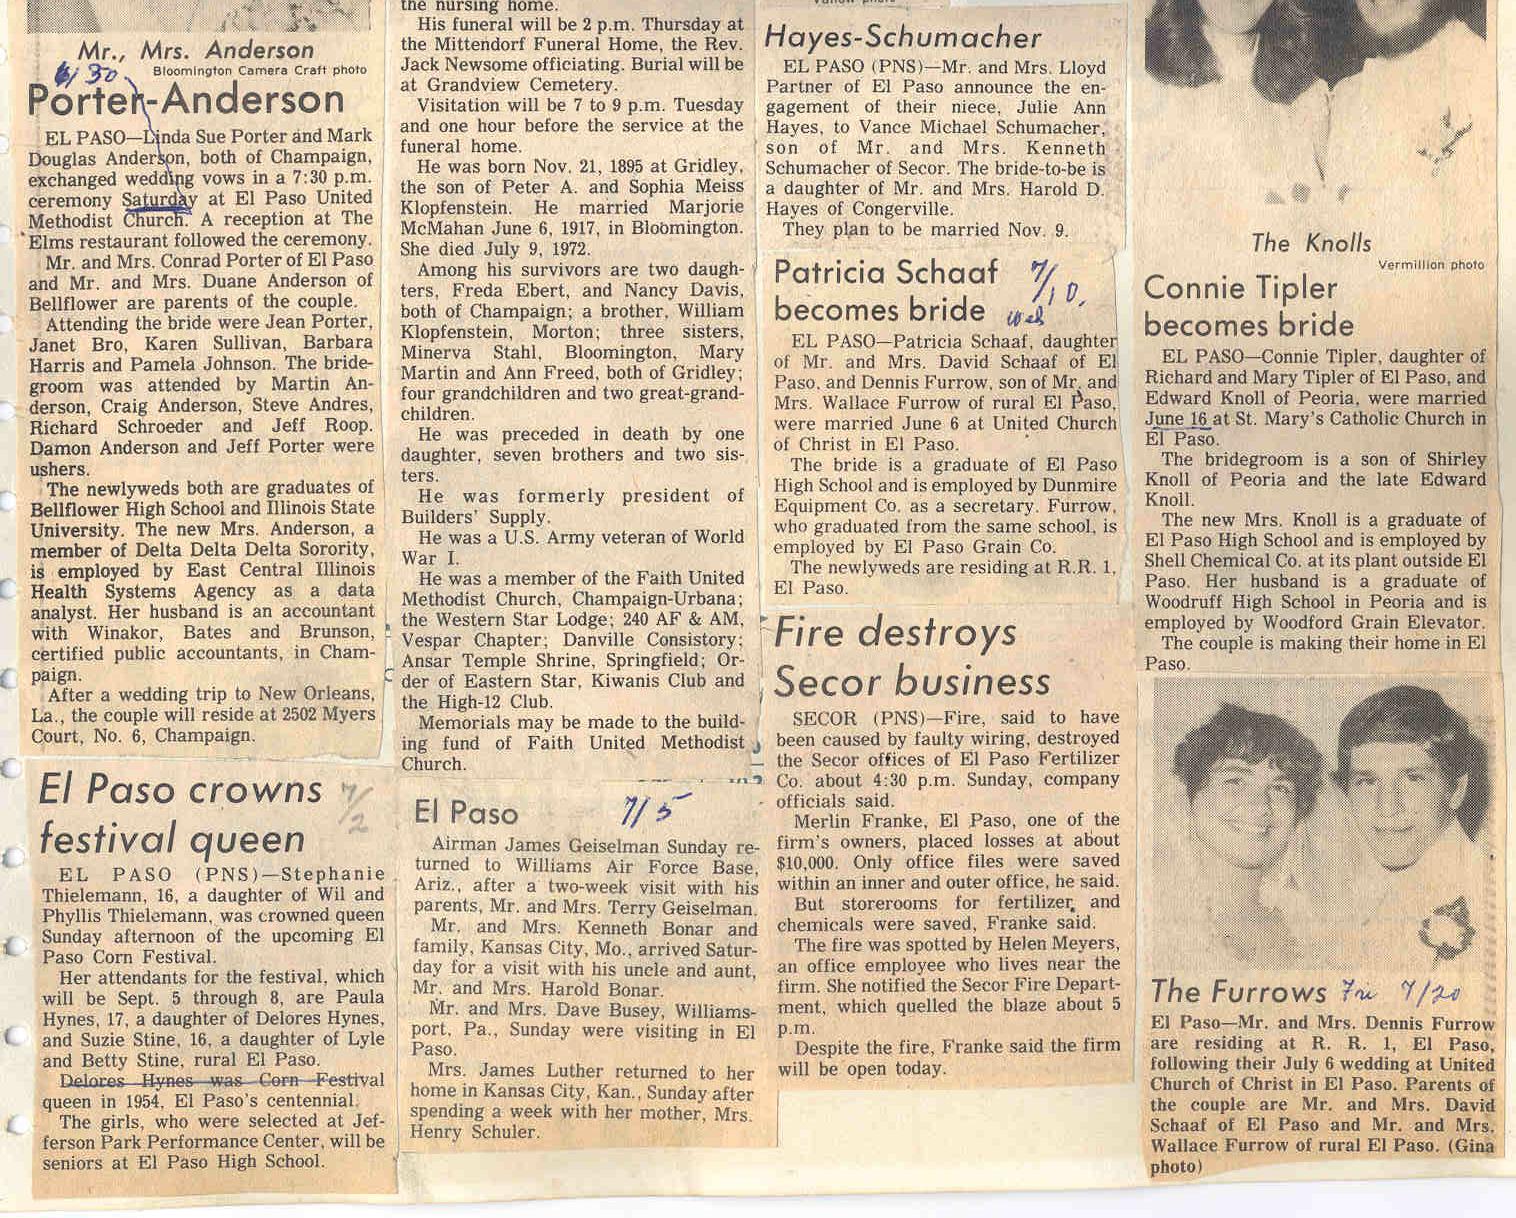 Mr., Mrs. Anderson
Bloomington Camera Craft photo
6/30
Porter-Anderson
EL PASO—Linda Sue Porter and Mark
Douglas Anderson, both of Champaign,
exchanged wedding vows in a 7:30 p.m.
ceremony Saturday at El Paso United
Methodist Church. A reception at The
Elms restaurant followed the ceremony.
Mr. and Mrs. Conrad Porter of El Paso
and Mr. and Mrs. Duane Anderson of
Bellflower are parents of the couple.
Attending the bride were Jean Porter,
Janet Bro, Karen Sullivan, Barbara
Harris and Pamela Johnson. The bride-
groom was attended by Martin An-
derson, Craig Anderson, Steve Andres,
Richard Schroeder and Jeff Roop.
Damon Anderson and Jeff Porter were
ushers.
The newlyweds both are graduates of
Bellflower High School and Illinois State
University. The new Mrs. Anderson, a
member of Delta Delta Delta Sorority,
is employed by East Central Illinois
Health Systems Agency as a data
analyst. Her husband is an accountant
with Winakor, Bates and Brunson,
certified public accountants, in Cham-
paign.
After a wedding trip to New Orleans,
La., the couple will reside at 2502 Myers
Court, No. 6, Champaign.
El Paso crowns
festival queen
7/2
EL PASO (PNS)—Stephanie
Thielemann, 16, a daughter of Wil and
Phyllis Thielemann, was crowned queen
Sunday afternoon of the upcoming El
Paso Corn Festival.
Her attendants for the festival, which
will be Sept. 5 through 8, are Paula
Hynes, 17, a daughter of Delores Hynes,
and Suzie Stine, 16, a daughter of Lyle
and Betty Stine, rural El Paso.
Delores Hynes was Corn Festival
queen in 1954, El Paso's centennial.
The girls, who were selected at Jef-
ferson Park Performance Center, will be
seniors at El Paso High School.
the nursing home.
His funeral will be 2 p.m. Thursday at
the Mittendorf Funeral Home, the Rev.
Jack Newsome officiating. Burial will be
at Grandview Cemetery.
Visitation will be 7 to 9 p.m. Tuesday
and one hour before the service at the
funeral home.
He was born Nov. 21, 1895 at Gridley,
the son of Peter A. and Sophia Meiss
Klopfenstein. He married Marjorie
McMahan June 6, 1917, in Bloomington.
She died July 9, 1972.
Among his survivors are two daugh-
ters, Freda Ebert, and Nancy Davis,
both of Champaign; a brother, William
Klopfenstein, Morton; three sisters,
Minerva Stahl, Bloomington, Mary
Martin and Ann Freed, both of Gridley;
four grandchildren and two great-grand-
children.
He was preceded in death by one
daughter, seven brothers and two sis-
ters.
He was formerly president of
Builders' Supply.
He was a U.S. Army veteran of World
War I.
He was a member of the Faith United
Methodist Church, Champaign-Urbana;
the Western Star Lodge; 240 AF & AM,
Vespar Chapter; Danville Consistory;
Ansar Temple Shrine, Springfield; Or-
der of Eastern Star, Kiwanis Club and
the High-12 Club.
Memorials may be made to the build-
ing fund of Faith United Methodist
Church.
El Paso
7/5
Airman James Geiselman Sunday re-
turned to Williams Air Force Base,
Ariz., after a two-week visit with his
parents, Mr. and Mrs. Terry Geiselman.
Mr. and Mrs. Kenneth Bonar and
family, Kansas City, Mo., arrived Satur-
day for a visit with his uncle and aunt,
Mr. and Mrs. Harold Bonar.
Mr. and Mrs. Dave Busey, Williams-
port, Pa., Sunday were visiting in El
Paso.
Mrs. James Luther returned to her
home in Kansas City, Kan., Sunday after
spending a week with her mother, Mrs.
Henry Schuler.
Hayes-Schumacher
EL PASO (PNS)—Mr. and Mrs. Lloyd
Partner of El Paso announce the en-
gagement of their niece, Julie Ann
Hayes, to Vance Michael Schumacher,
son of Mr. and Mrs. Kenneth
Schumacher of Secor. The bride-to-be is
a daughter of Mr. and Mrs. Harold D.
Hayes of Congerville.
They plan to be married Nov. 9.
Patricia Schaaf
becomes bride
7/10.
Wed
EL PASO—Patricia Schaaf, daughter
of Mr. and Mrs. David Schaaf of El
Paso, and Dennis Furrow, son of Mr. and
Mrs. Wallace Furrow of rural El Paso,
were married June 6 at United Church
of Christ in El Paso.
The bride is a graduate of El Paso
High School and is employed by Dunmire
Equipment Co. as a secretary. Furrow,
who graduated from the same school, is
employed by El Paso Grain Co.
The newlyweds are residing at R.R. 1,
El Paso.
Fire destroys
Secor business
SECOR (PNS)—Fire, said to have
been caused by faulty wiring, destroyed
the Secor offices of El Paso Fertilizer
Co. about 4:30 p.m. Sunday, company
officials said.
Merlin Franke, El Paso, one of the
firm's owners, placed losses at about
$10,000. Only office files were saved
within an inner and outer office, he said.
But storerooms for fertilizer and
chemicals were saved, Franke said.
The fire was spotted by Helen Meyers,
an office employee who lives near the
firm. She notified the Secor Fire Depart-
ment, which quelled the blaze about 5
p.m.
Despite the fire, Franke said the firm
will be open today.
The Knolls
Vermillion photo
Connie Tipler
becomes bride
EL PASO—Connie Tipler, daughter of
Richard and Mary Tipler of El Paso, and
Edward Knoll of Peoria, were married
June 16 at St. Mary's Catholic Church in
El Paso.
The bridegroom is a son of Shirley
Knoll of Peoria and the late Edward
Knoll.
The new Mrs. Knoll is a graduate of
El Paso High School and is employed by
Shell Chemical Co. at its plant outside El
Paso. Her husband is a graduate of
Woodruff High School in Peoria and is
employed by Woodford Grain Elevator.
The couple is making their home in El
Paso.
The Furrows Fri 7/20
El Paso—Mr. and Mrs. Dennis Furrow
are residing at R. R. 1, El Paso,
following their July 6 wedding at United
Church of Christ in El Paso. Parents of
the couple are Mr. and Mrs. David
Schaaf of El Paso and Mr. and Mrs.
Wallace Furrow of rural El Paso. (Gina
photo)